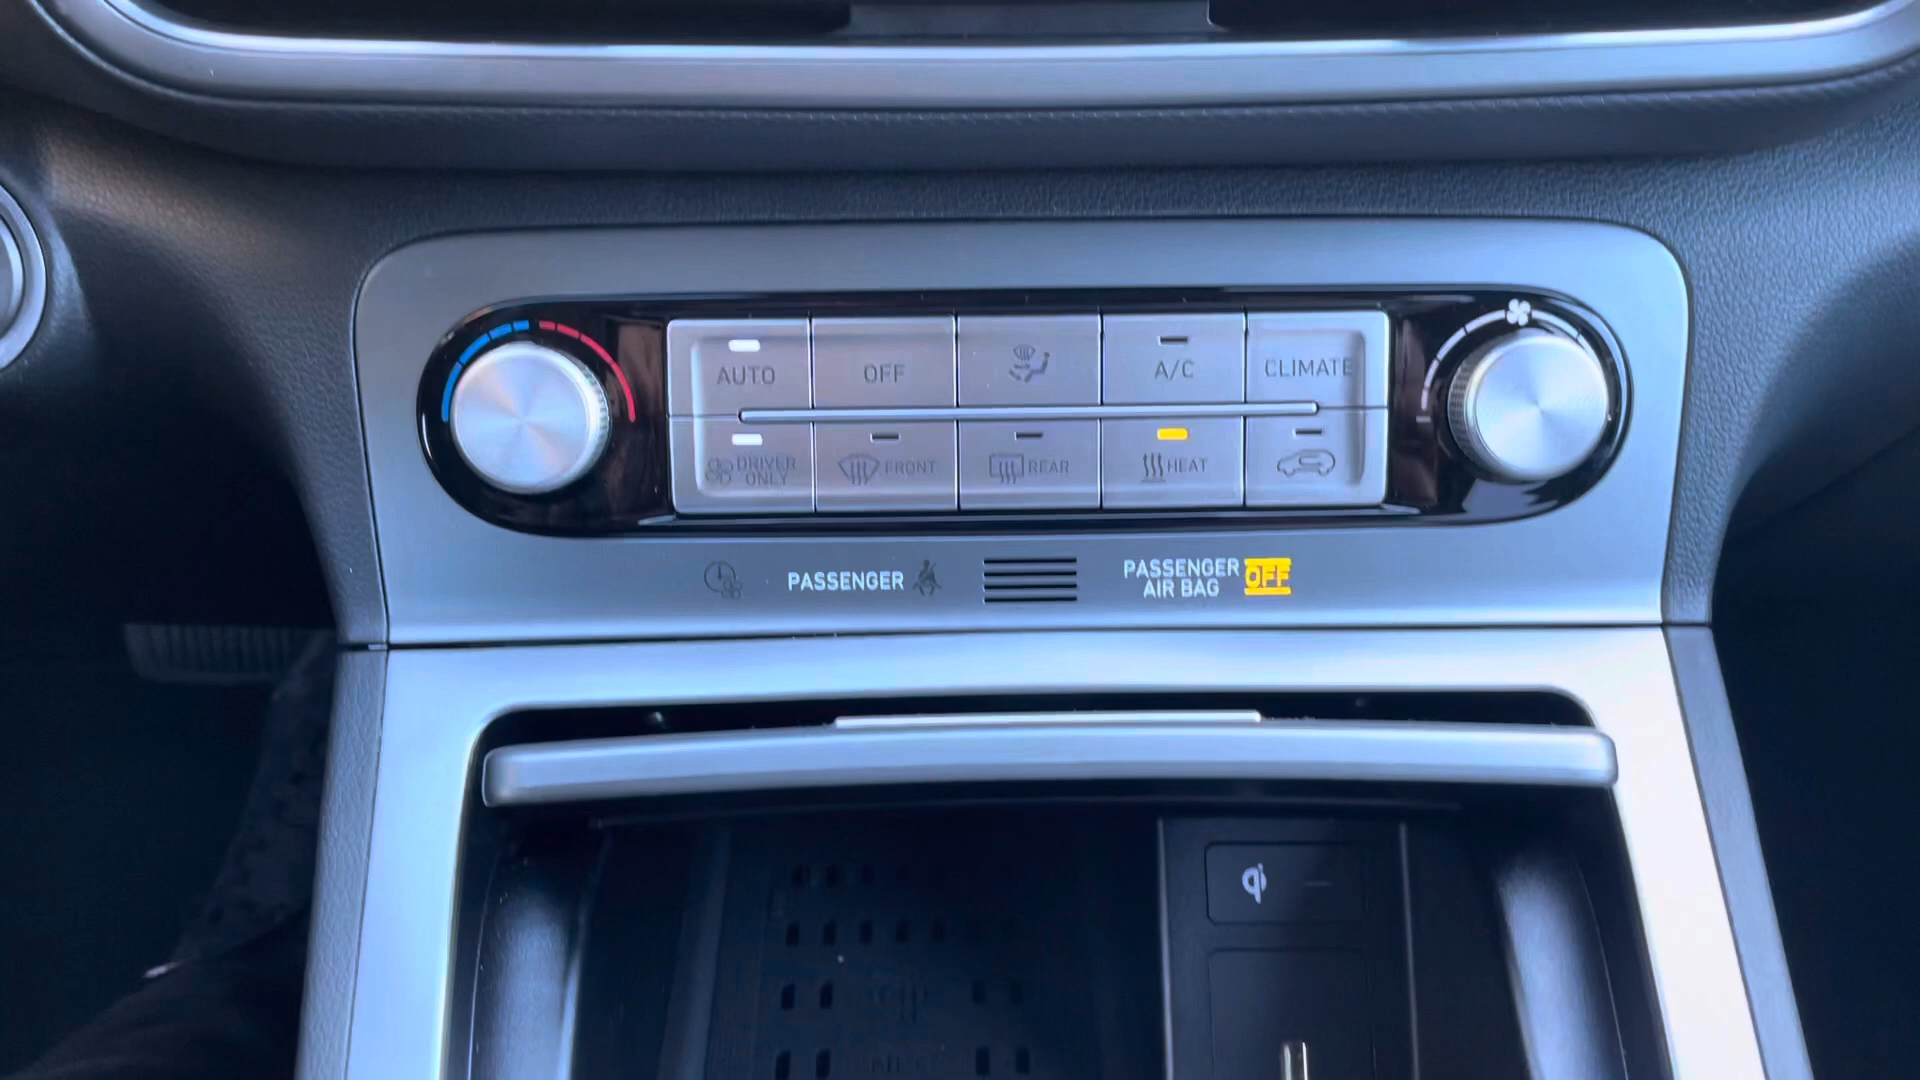 AUTO
OFF
A/C
CLIMATE
DRIVER
ONLY
FRONT
REAR
HEAT
PASSENGER
PASSENGER
AIR BAG
OFF